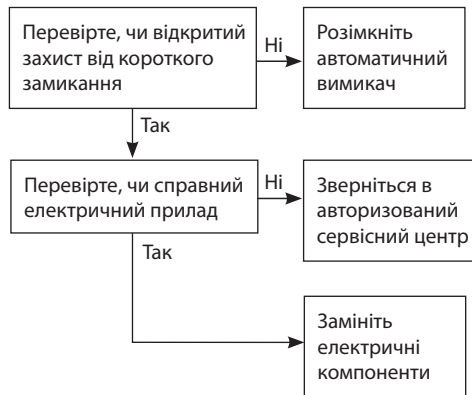 Перевірте, чи відкритий
захист від короткого
замикання
Ні
Розімкніть
автоматичний
вимикач
Так
Перевірте, чи справний
електричний прилад
Ні
Зверніться в
авторизований
сервісний центр
Так
Замініть
електричні
компоненти